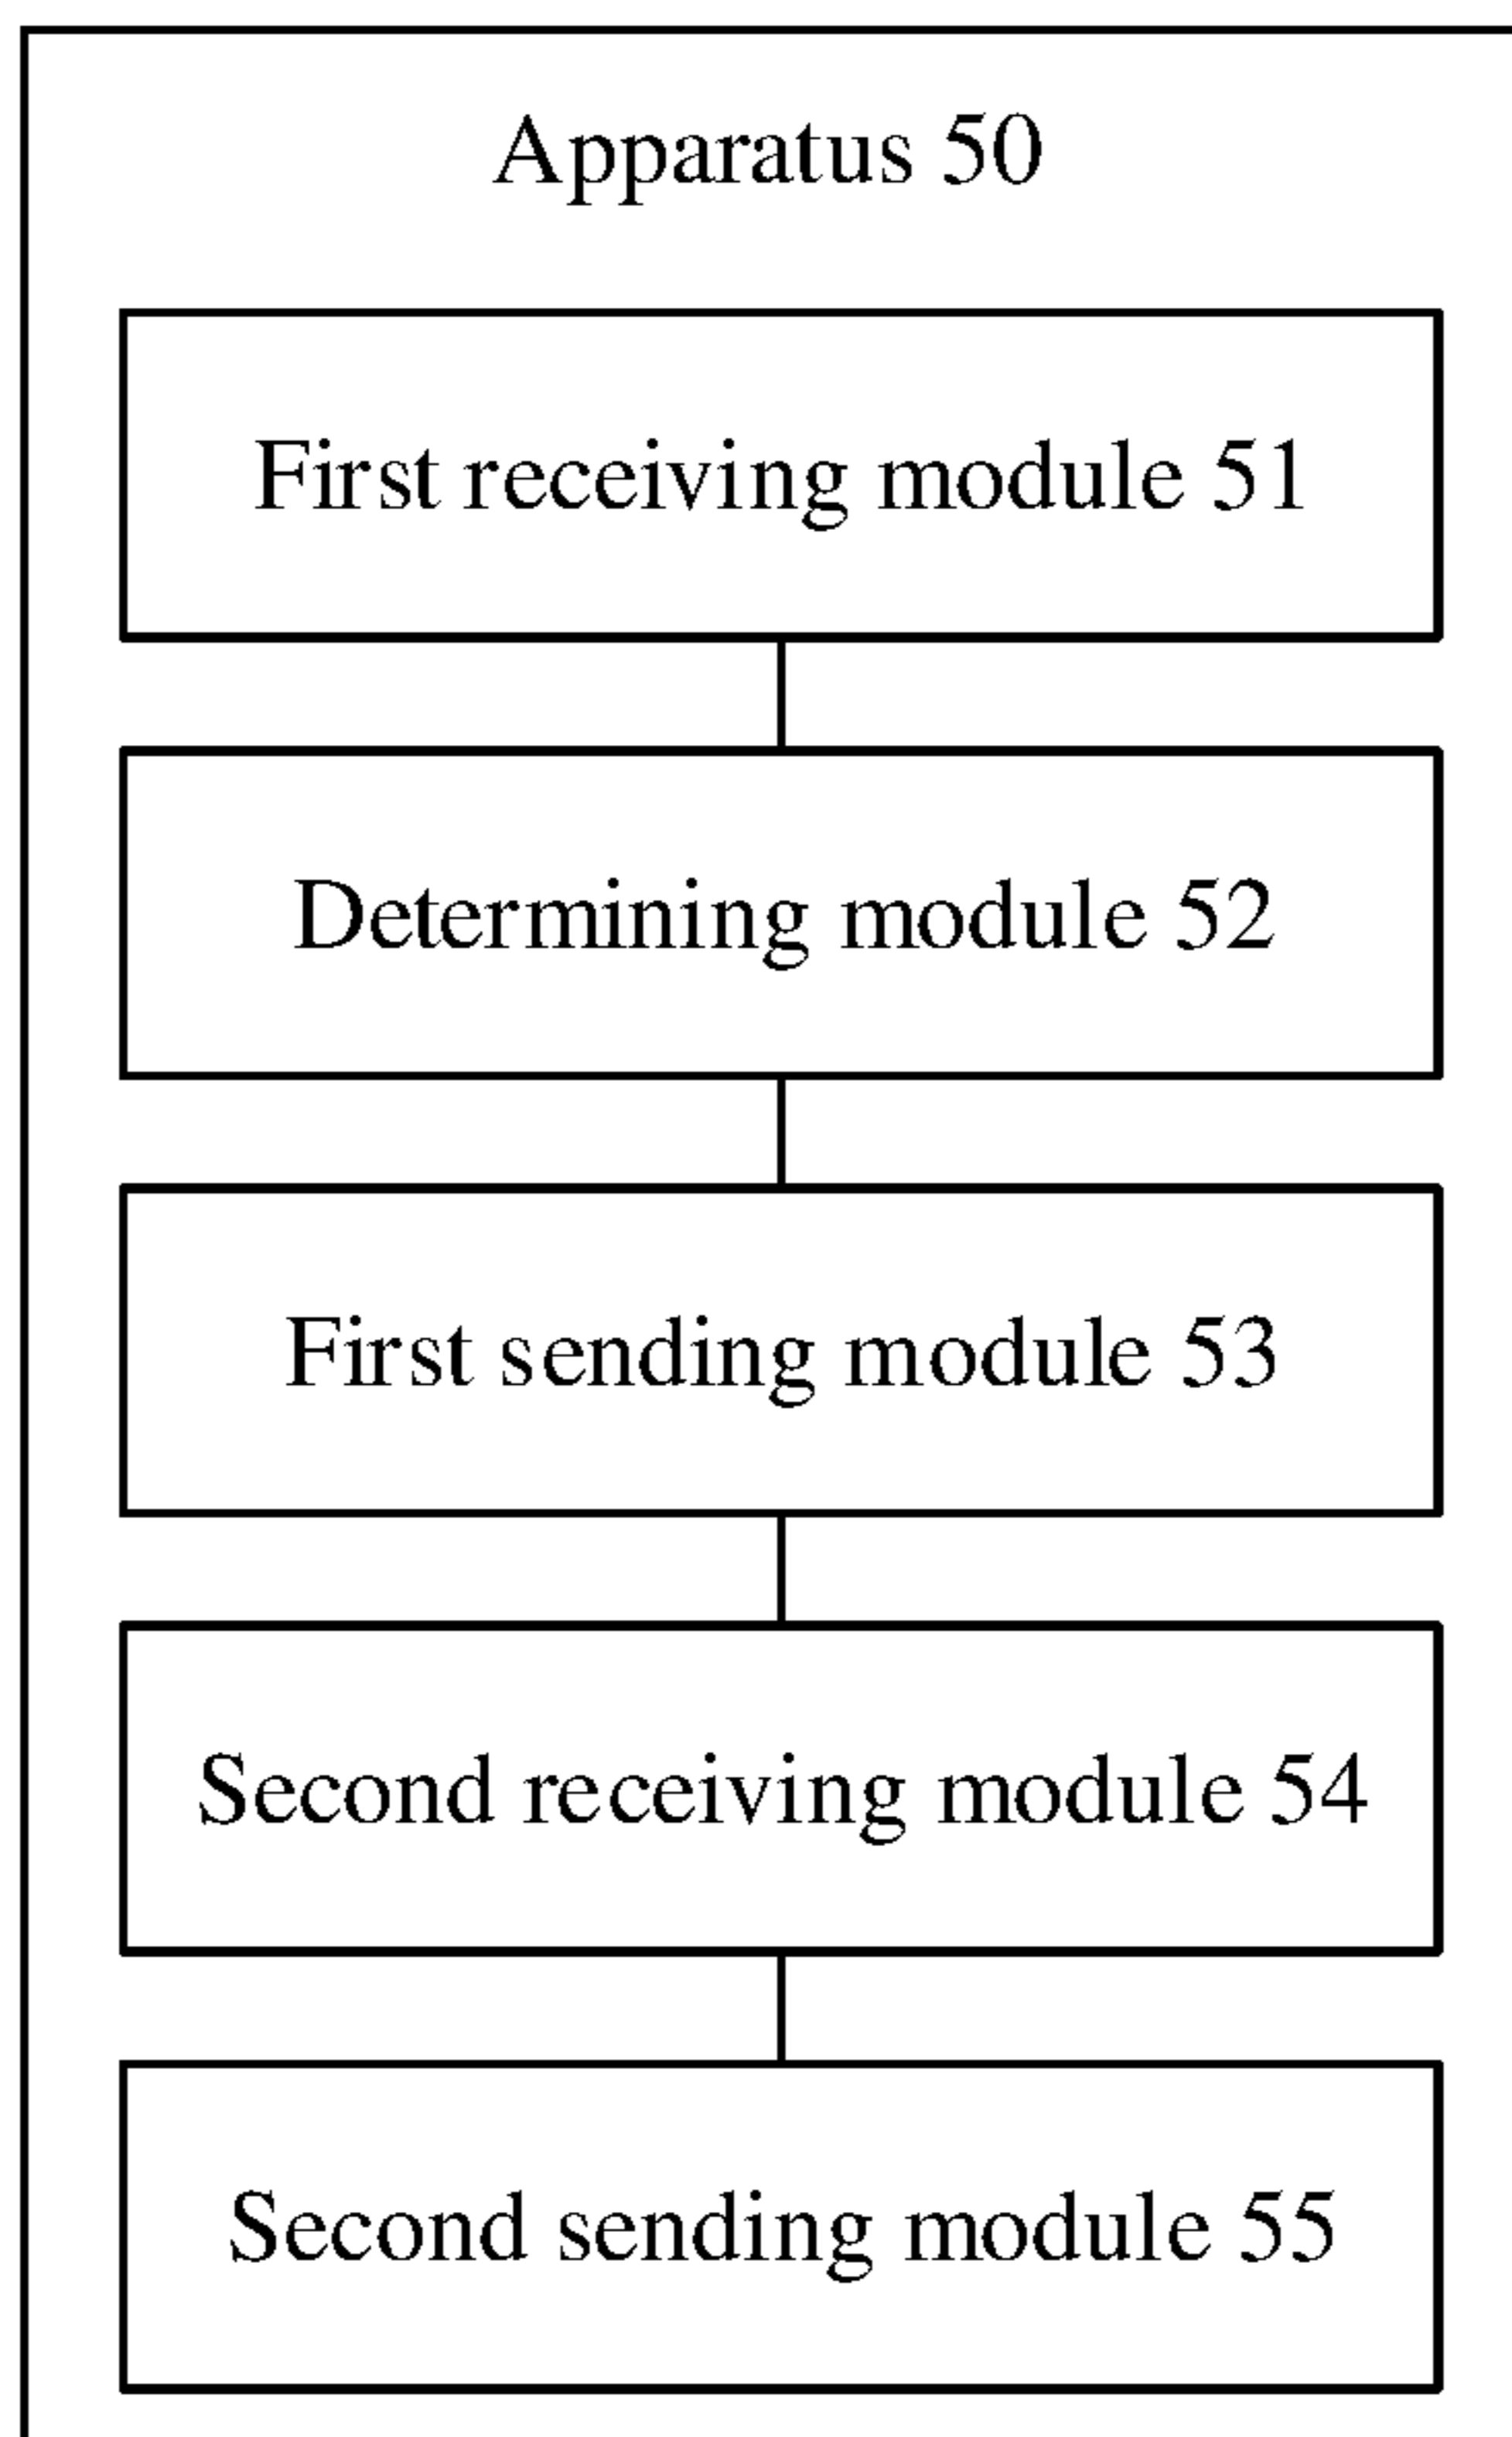 Apparatus 50
First receiving module 51
Determining module 52
First sending module 53
Second receiving module 54
Second sending module 55